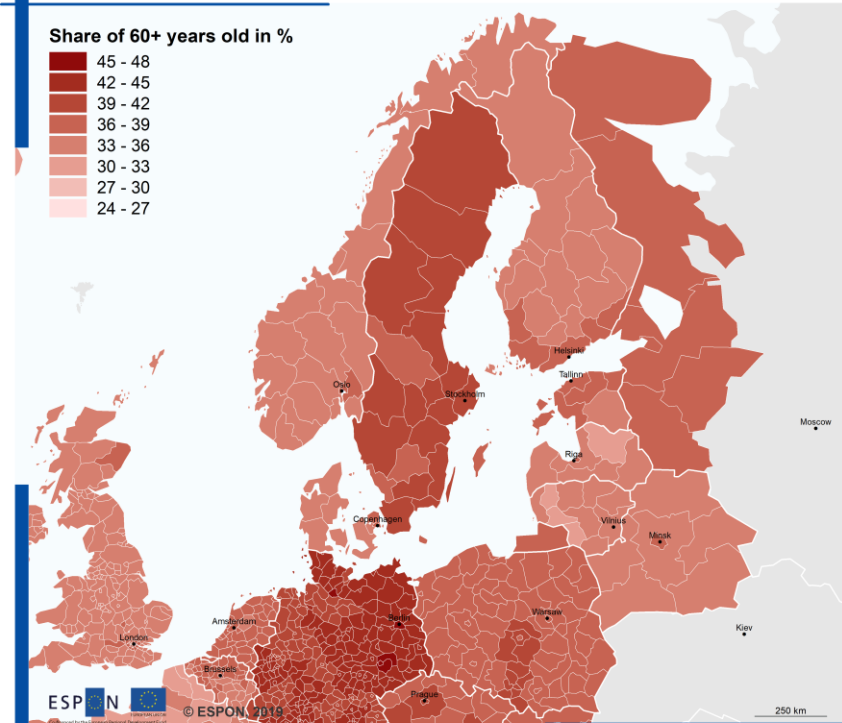 Share of 60+ years old in %
45 - 48
42 - 45
39 - 42
36 - 39
33 - 36
30 - 33
27 - 30
24 - 27
Helsinki
Tallinn
Oslo
Stockholm
Moscow
Riga
Copenhagen
Vilnius
Minsk
Warsaw
Amsterdam
Berlin
Kiev
London
Brussels
Prague
ESPON
© ESPON, 2019
250 km